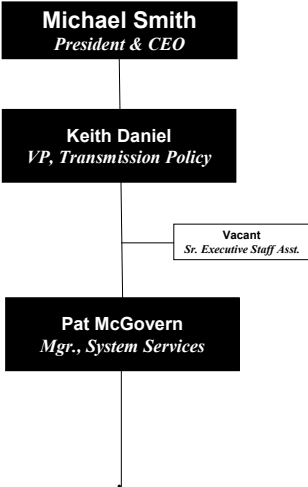 Michael Smith
President & CEO
Keith Daniel
VP, Transmission Policy
Vacant
Sr. Executive Staff Asst.
Pat McGovern
Mgr., System Services